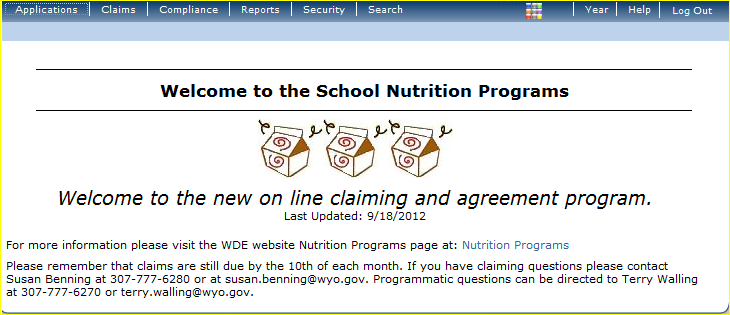 Applications Claims Compliance Reports Security Search Year Help Log Out
Welcome to the School Nutrition Programs
Welcome to the new on line claiming and agreement program.
Last Updated: 9/18/2012
For more information please visit the WDE website Nutrition Programs page at: Nutrition Programs
Please remember that claims are still due by the 10th of each month. If you have claiming questions please contact
Susan Benning at 307-777-6280 or at susan.benning@wyo.gov. Programmatic questions can be directed to Terry Walling
at 307-777-6270 or terry.walling@wyo.gov.